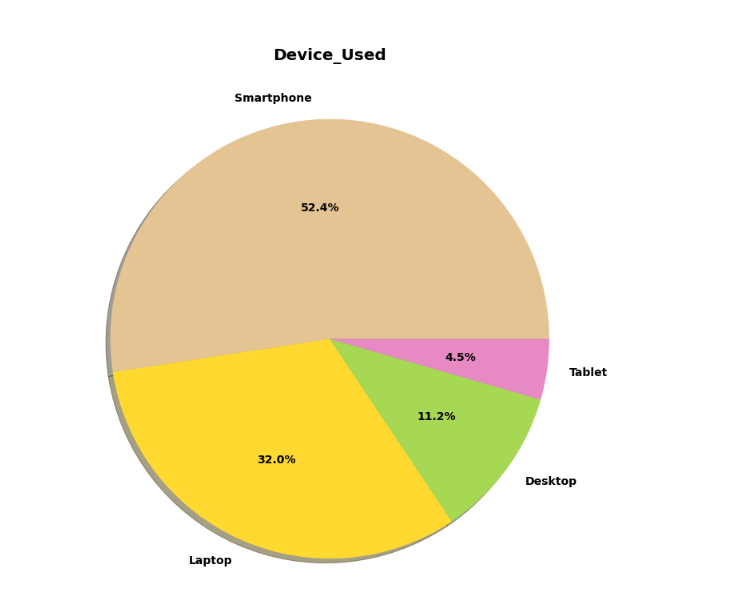 Device_Used
Smartphone
52.4%
4.5%
Tablet
11.2%
32.0%
Desktop
Laptop